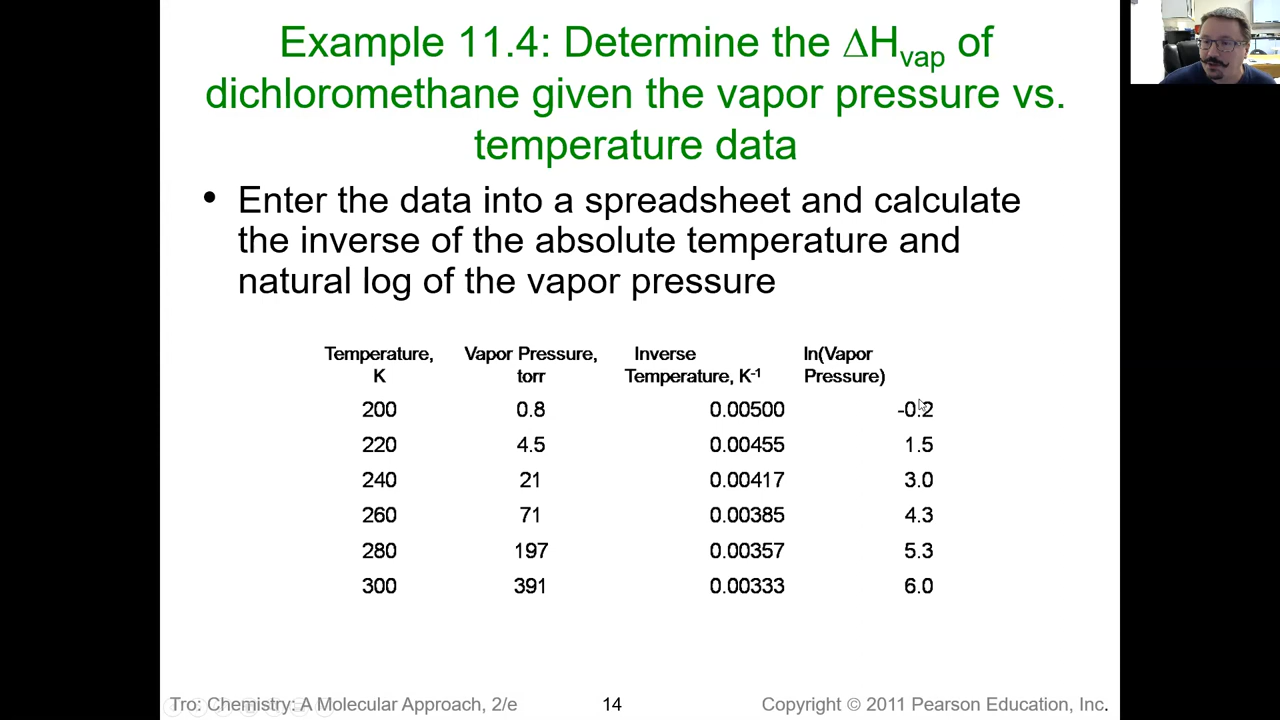 Example 11.4: Determine the ΔHvap of
dichloromethane given the vapor pressure vs.
temperature data
• Enter the data into a spreadsheet and calculate
the inverse of the absolute temperature and
natural log of the vapor pressure
Temperature, Vapor Pressure, Inverse ln(Vapor
K torr Temperature, K-1 Pressure)
200 0.8 0.00500 -0.2
220 4.5 0.00455 1.5
240 21 0.00417 3.0
260 71 0.00385 4.3
280 197 0.00357 5.3
300 391 0.00333 6.0
Tro: Chemistry: A Molecular Approach, 2/e 14 Copyright © 2011 Pearson Education, Inc.